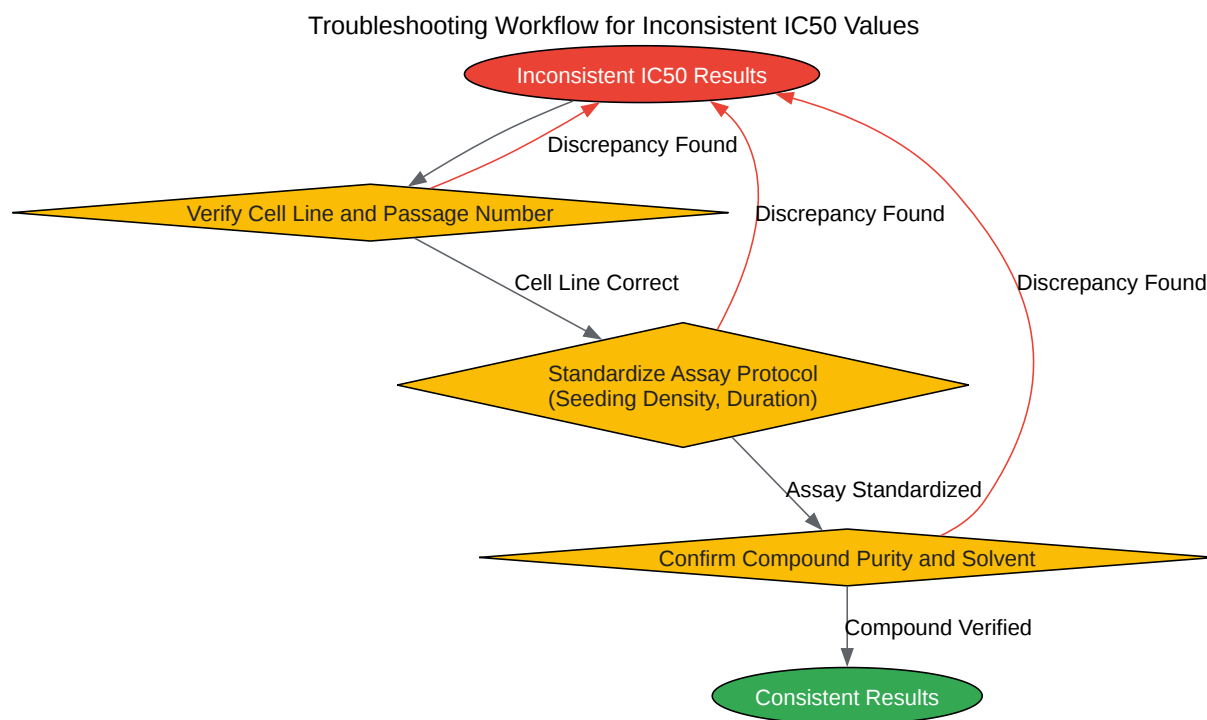 Troubleshooting Workflow for Inconsistent IC50 Values
Inconsistent IC50 Results
Discrepancy Found
Verify Cell Line and Passage Number
Discrepancy Found
Cell Line Correct
Discrepancy Found
Standardize Assay Protocol
(Seeding Density, Duration)
Assay Standardized
Confirm Compound Purity and Solvent
Compound Verified
Consistent Results